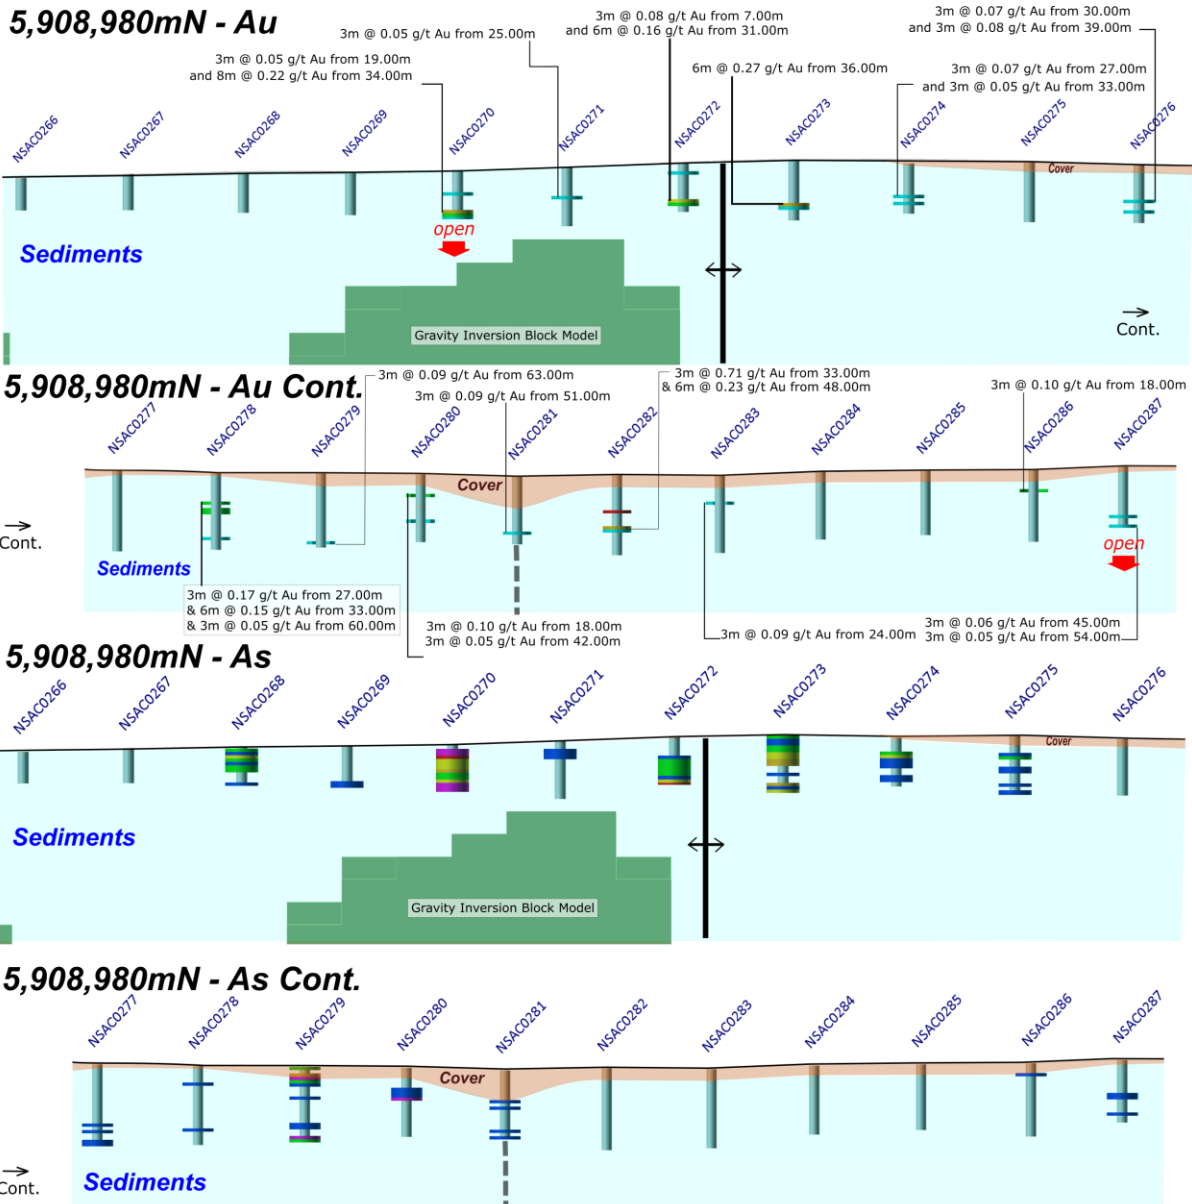 5,908,980mN - Au
3m @ 0.05 g/t Au from 19.00m
and 8m @ 0.22 g/t Au from 34.00m
3m @ 0.05 g/t Au from 25.00m
3m @ 0.08 g/t Au from 7.00m
and 6m @ 0.16 g/t Au from 31.00m
6m @ 0.27 g/t Au from 36.00m
3m @ 0.07 g/t Au from 30.00m
and 3m @ 0.08 g/t Au from 39.00m
3m @ 0.07 g/t Au from 27.00m
and 3m @ 0.05 g/t Au from 33.00m
NSAC0266
NSAC0267
NSAC0268
NSAC0269
NSAC0270
NSAC0271
NSAC0272
NSAC0273
NSAC0274
NSAC0275
NSAC0276
Cover
open
Sediments
Gravity Inversion Block Model
Cont.
5,908,980mN - Au Cont.
3m @ 0.09 g/t Au from 63.00m
3m @ 0.09 g/t Au from 51.00m
3m @ 0.71 g/t Au from 33.00m
& 6m @ 0.23 g/t Au from 48.00m
3m @ 0.10 g/t Au from 18.00m
NSAC0277
NSAC0278
NSAC0279
NSAC0280
NSAC0281
NSAC0282
NSAC0283
NSAC0284
NSAC0285
NSAC0286
NSAC0287
Cover
Cont.
Sediments
open
3m @ 0.17 g/t Au from 27.00m
& 6m @ 0.15 g/t Au from 33.00m
& 3m @ 0.05 g/t Au from 60.00m
3m @ 0.10 g/t Au from 18.00m
3m @ 0.05 g/t Au from 42.00m
3m @ 0.09 g/t Au from 24.00m
3m @ 0.06 g/t Au from 45.00m
3m @ 0.05 g/t Au from 54.00m
5,908,980mN - As
NSAC0266
NSAC0267
NSAC0268
NSAC0269
NSAC0270
NSAC0271
NSAC0272
NSAC0273
NSAC0274
NSAC0275
NSAC0276
Cover
Sediments
Gravity Inversion Block Model
5,908,980mN - As Cont.
NSAC0277
NSAC0278
NSAC0279
NSAC0280
NSAC0281
NSAC0282
NSAC0283
NSAC0284
NSAC0285
NSAC0286
NSAC0287
Cover
Cont.
Sediments